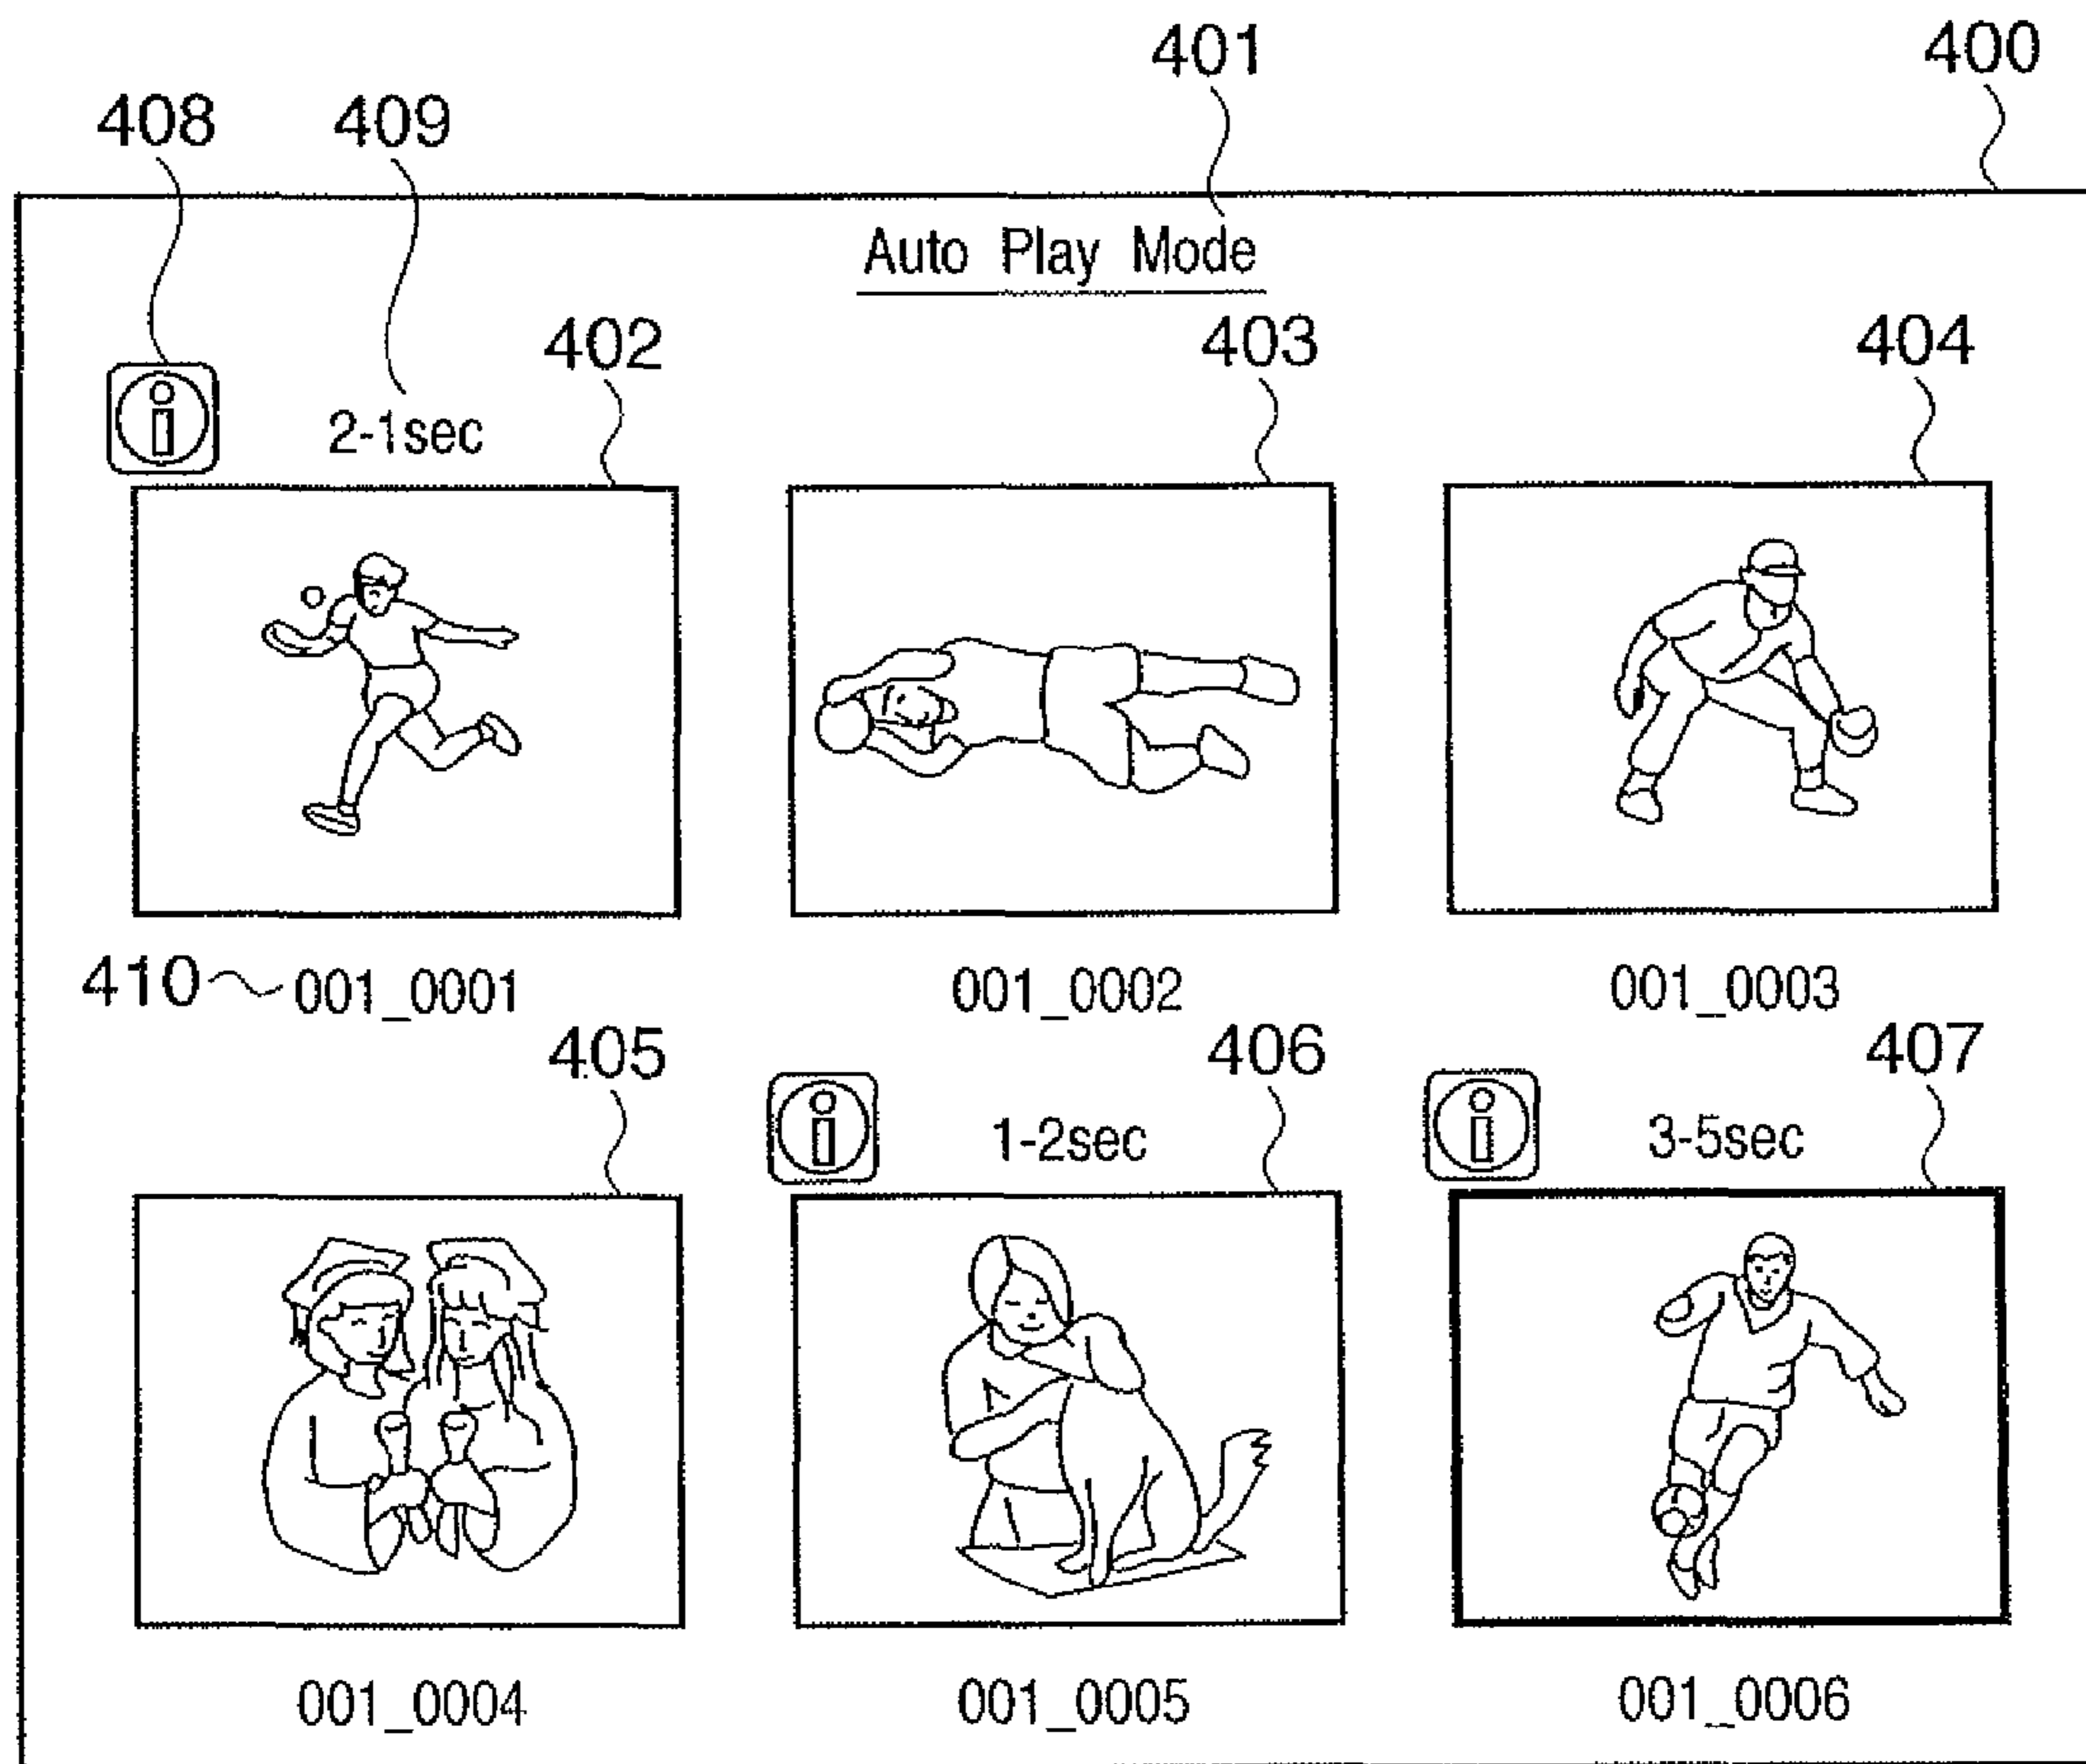 401 400
408 409
Auto Play Mode
402 403 404
i 2-1sec
410 001_0001 001_0002 001_0003
405 406 407
i 1-2sec i 3-5sec
001_0004 001_0005 001_0006